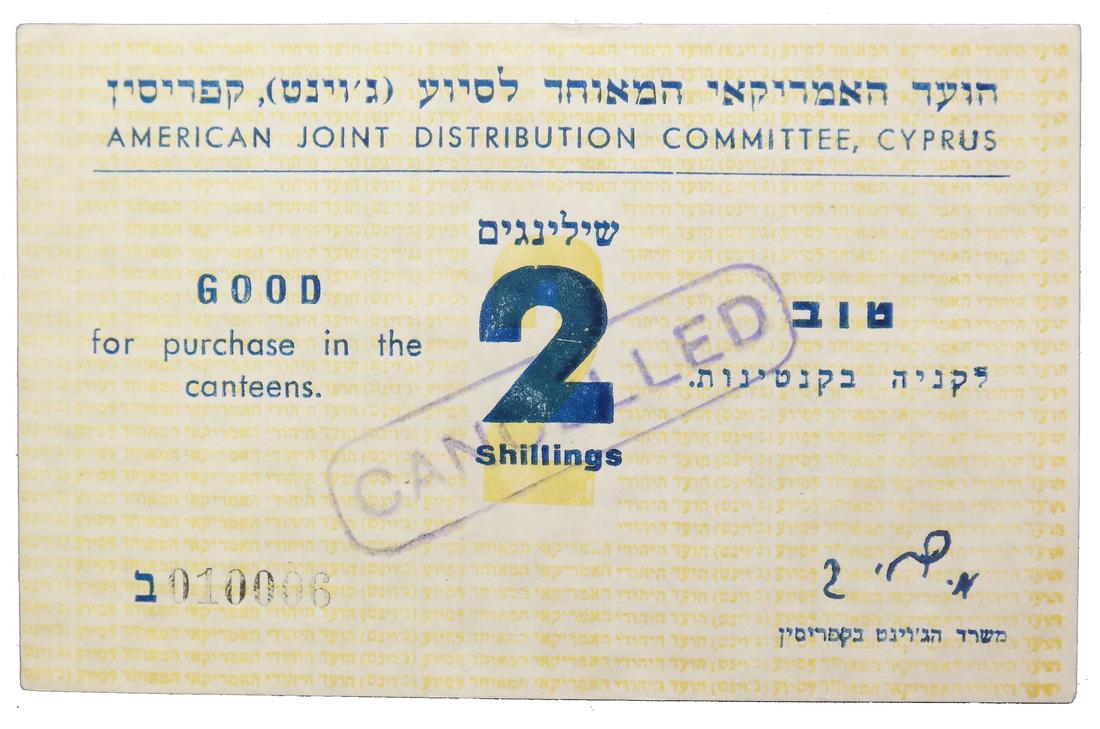 הועד האמריקאי המאוחד לסיוע (ג׳וינט), קפריסין
AMERICAN JOINT DISTRIBUTION COMMITTEE, CYPRUS
שילינגים
2
Shillings
GOOD
for purchase in the
canteens.
טוב
לקניה בקנטינות.
CANCELLED
ב 010006
משרד הג׳וינט בקפריסין